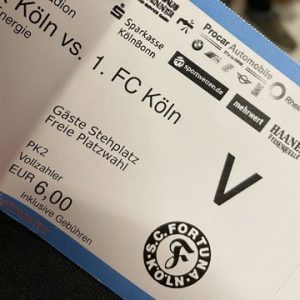 Köln vs. 1. FC Köln
Gäste Stehplatz
Freie Platzwahl
PK2
Vollzahler
EUR 6,00
Inklusive Gebühren
Sparkasse
KölnBonn
Procar Automobile
sportwetten.de
mehrwert
V
S.C. FORTUNA
KÖLN